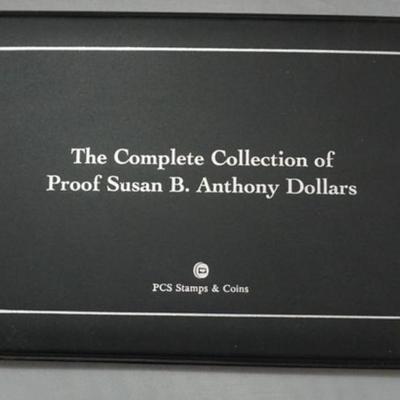 The Complete Collection of
Proof Susan B. Anthony Dollars
PCS Stamps & Coins